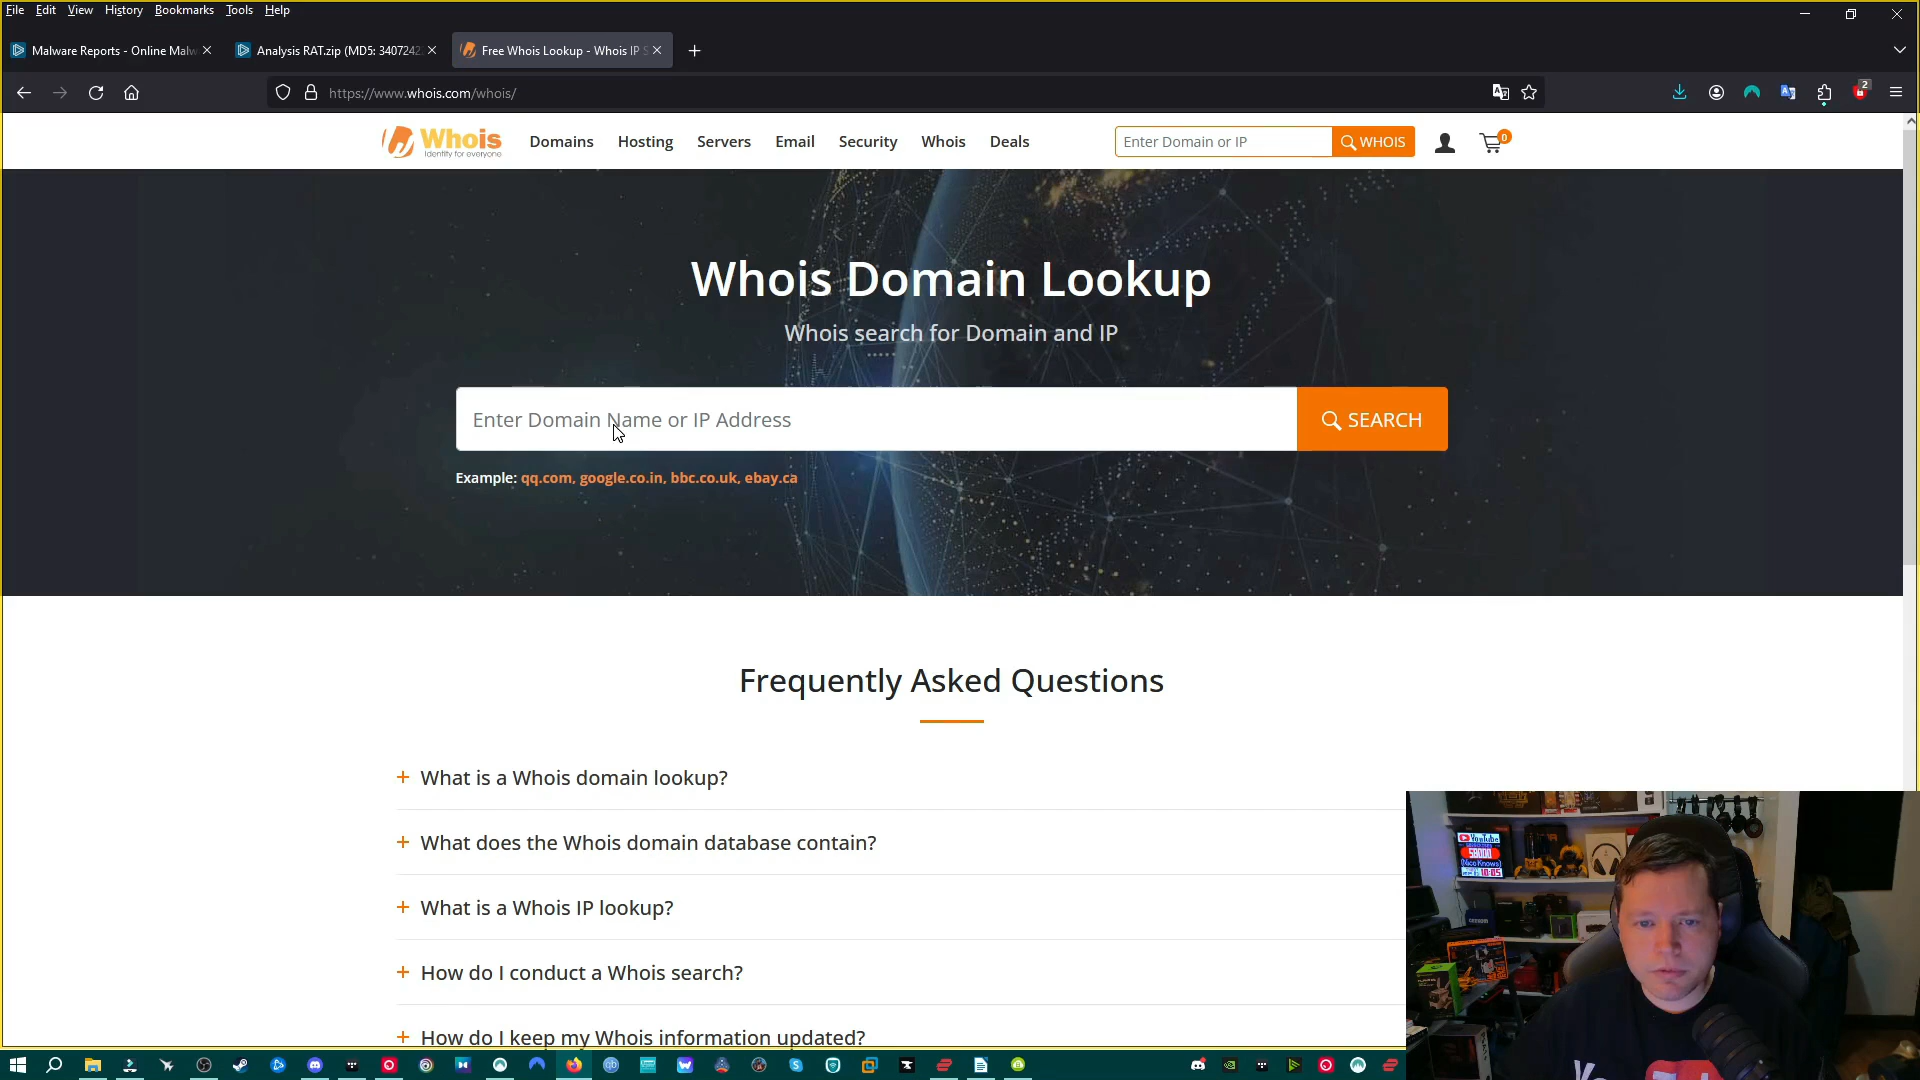 File Edit View History Bookmarks Tools Help
Malware Reports - Online Malw
Analysis RAT.zip (MD5: 3407242
Free Whois Lookup - Whois IP S
https://www.whois.com/whois/
2
Whois
Identity for everyone
Domains Hosting Servers Email Security Whois Deals
Enter Domain or IP
WHOIS
0
Whois Domain Lookup
Whois search for Domain and IP
Enter Domain Name or IP Address
SEARCH
Example: qq.com, google.co.in, bbc.co.uk, ebay.ca
Frequently Asked Questions
+ What is a Whois domain lookup?
+ What does the Whois domain database contain?
+ What is a Whois IP lookup?
+ How do I conduct a Whois search?
+ How do I keep my Whois information updated?
YouTube
(Nico Knows)